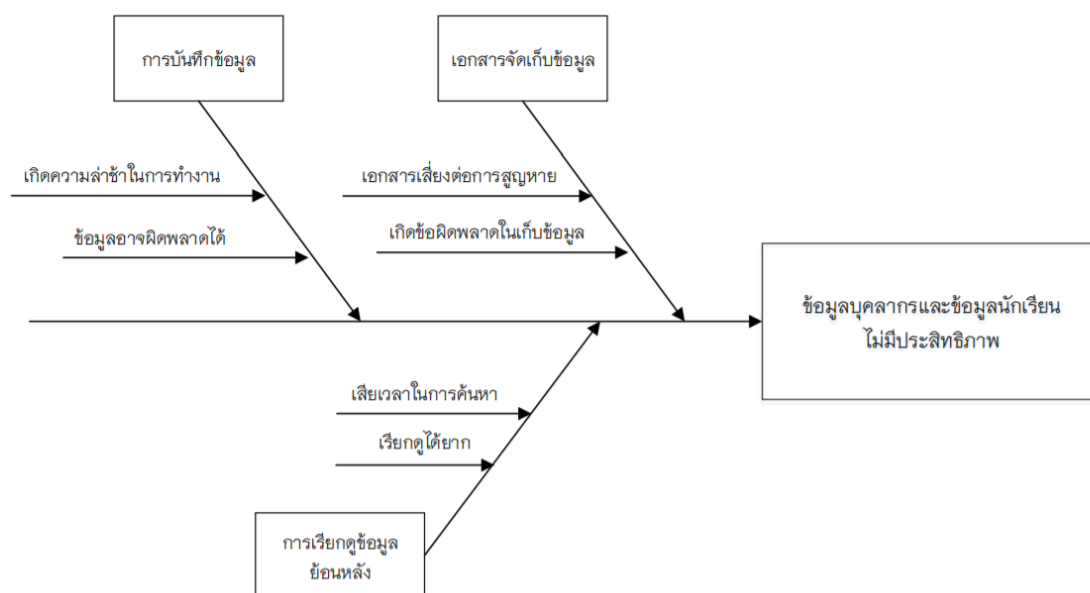 การบันทึกข้อมูล
เอกสารจัดเก็บข้อมูล
เกิดความล่าช้าในการทำงาน
เอกสารเสี่ยงต่อการสูญหาย
ข้อมูลอาจผิดพลาดได้
เกิดข้อผิดพลาดในเก็บข้อมูล
ข้อมูลบุคลากรและข้อมูลนักเรียน
ไม่มีประสิทธิภาพ
เสียเวลาในการค้นหา
เรียกดูได้ยาก
การเรียกดูข้อมูล
ย้อนหลัง